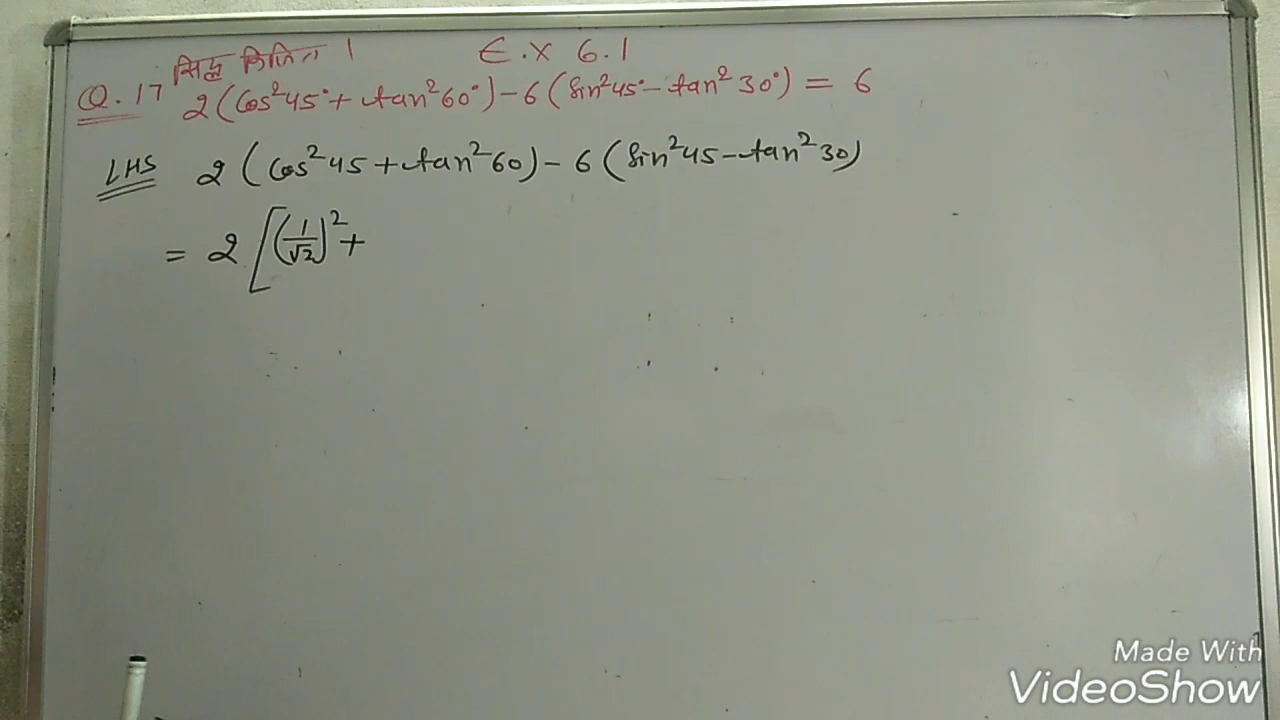 सिद्ध किजिए । E.X 6.1
Q.17 2(cos²45° + tan²60°) - 6(sin²45° - tan²30°) = 6
LHS 2(cos²45 + tan²60) - 6(sin²45 - tan²30)
= 2[(1/√2)² +
Made With
VideoShow